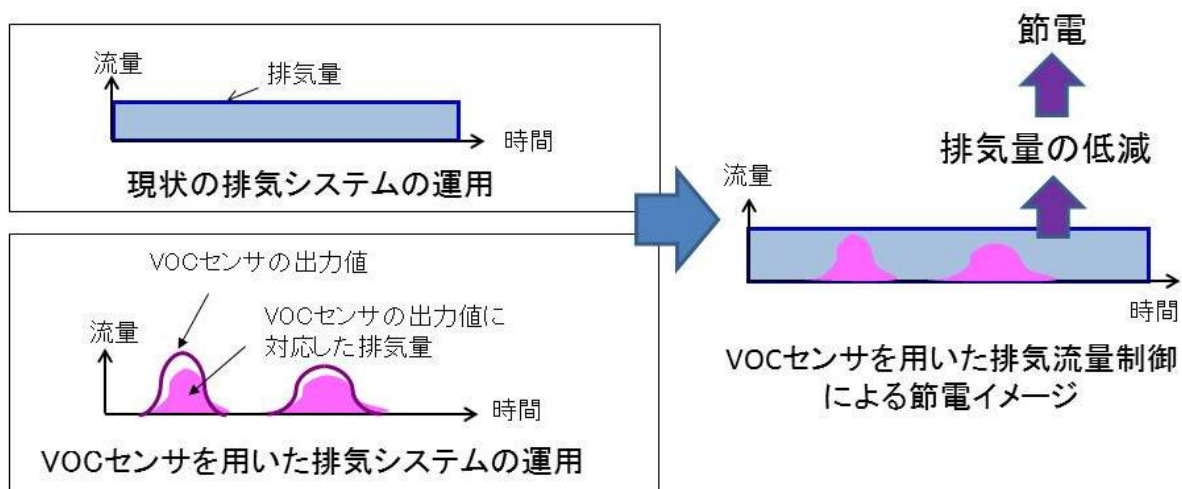 流量
排気量
時間
現状の排気システムの運用
VOCセンサの出力値
流量
VOCセンサの出力値に
対応した排気量
時間
VOCセンサを用いた排気システムの運用
節電
排気量の低減
流量
時間
VOCセンサを用いた排気流量制御
による節電イメージ